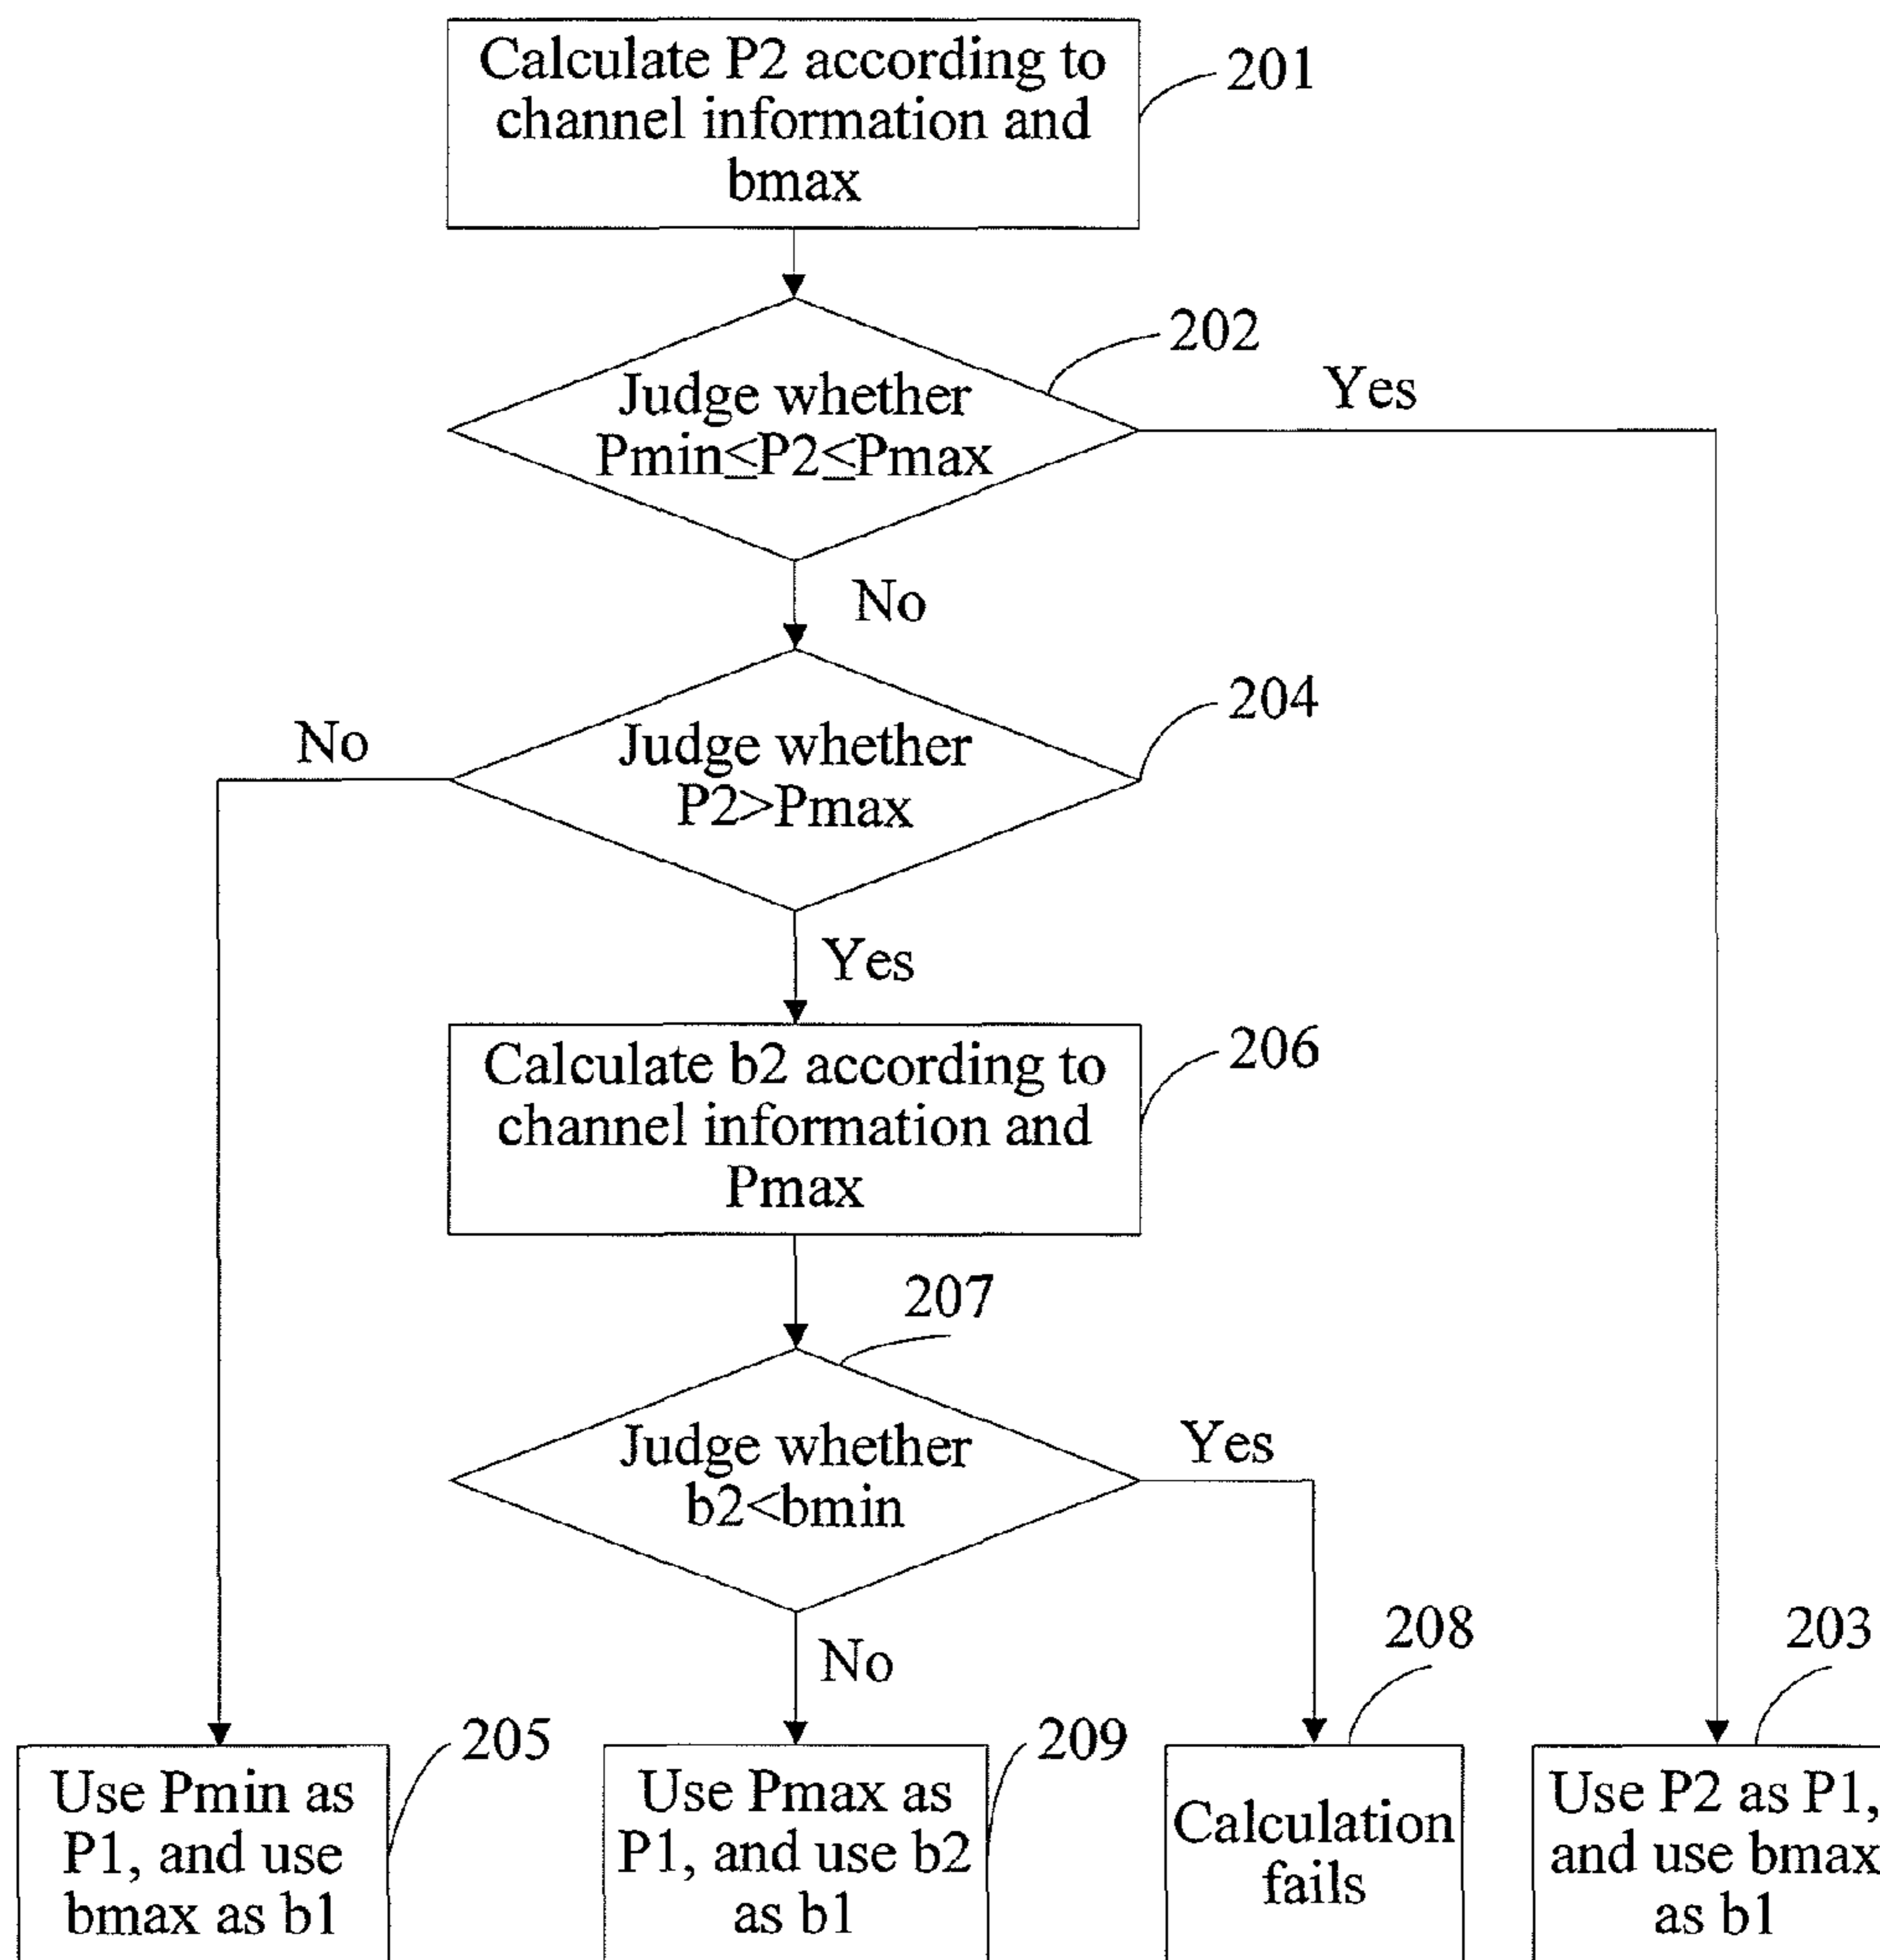 Calculate P2 according to
channel information and
bmax
201
202
Judge whether
Pmin≤P2≤Pmax
Yes
No
204
No
Judge whether
P2>Pmax
Yes
Calculate b2 according to
channel information and
Pmax
206
207
Judge whether
b2<bmin
Yes
No
208
203
205
209
Use Pmin as
P1, and use
bmax as b1
Use Pmax as
P1, and use b2
as b1
Calculation
fails
Use P2 as P1,
and use bmax
as b1